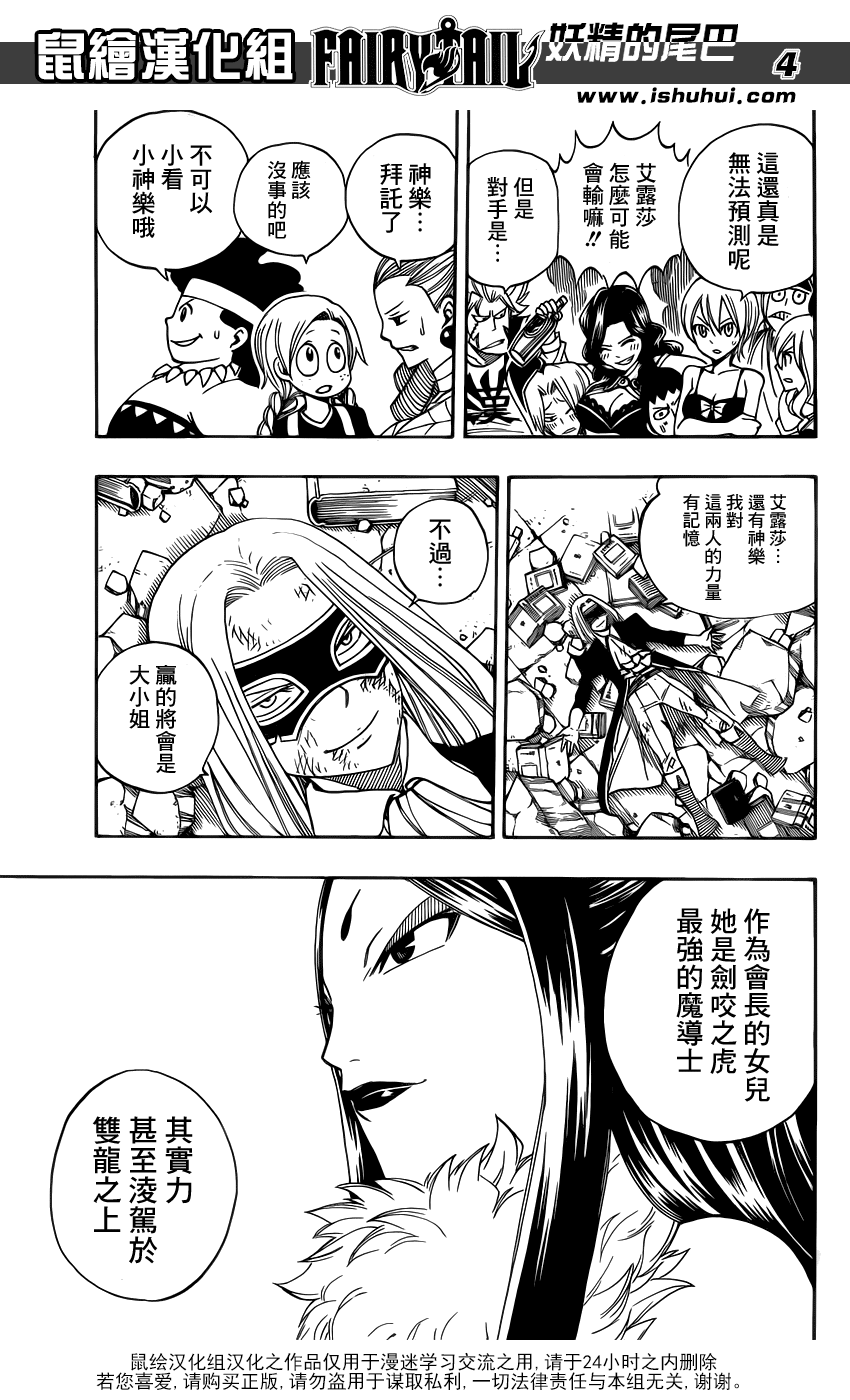 鼠繪漢化組
FAIRY TAIL
妖精的尾巴
4
www.ishuhui.com
這還真是
無法預測呢
艾露莎
怎麼可能
會輸嘛!!
但是
對手是…
神樂…
拜託了
應該
沒事的吧
不可以
小看
小神樂哦
艾露莎…
還有神樂
我對
這兩人的力量
有記憶
不過…
贏的將會是
大小姐
作為會長的女兒
她是劍咬之虎
最強的魔導士
其實力
甚至淩駕於
雙龍之上
鼠绘汉化组汉化之作品仅用于漫迷学习交流之用,请于24小时之内删除
若您喜爱,请购买正版,请勿盗用于谋取私利,一切法律责任与本组无关,谢谢。